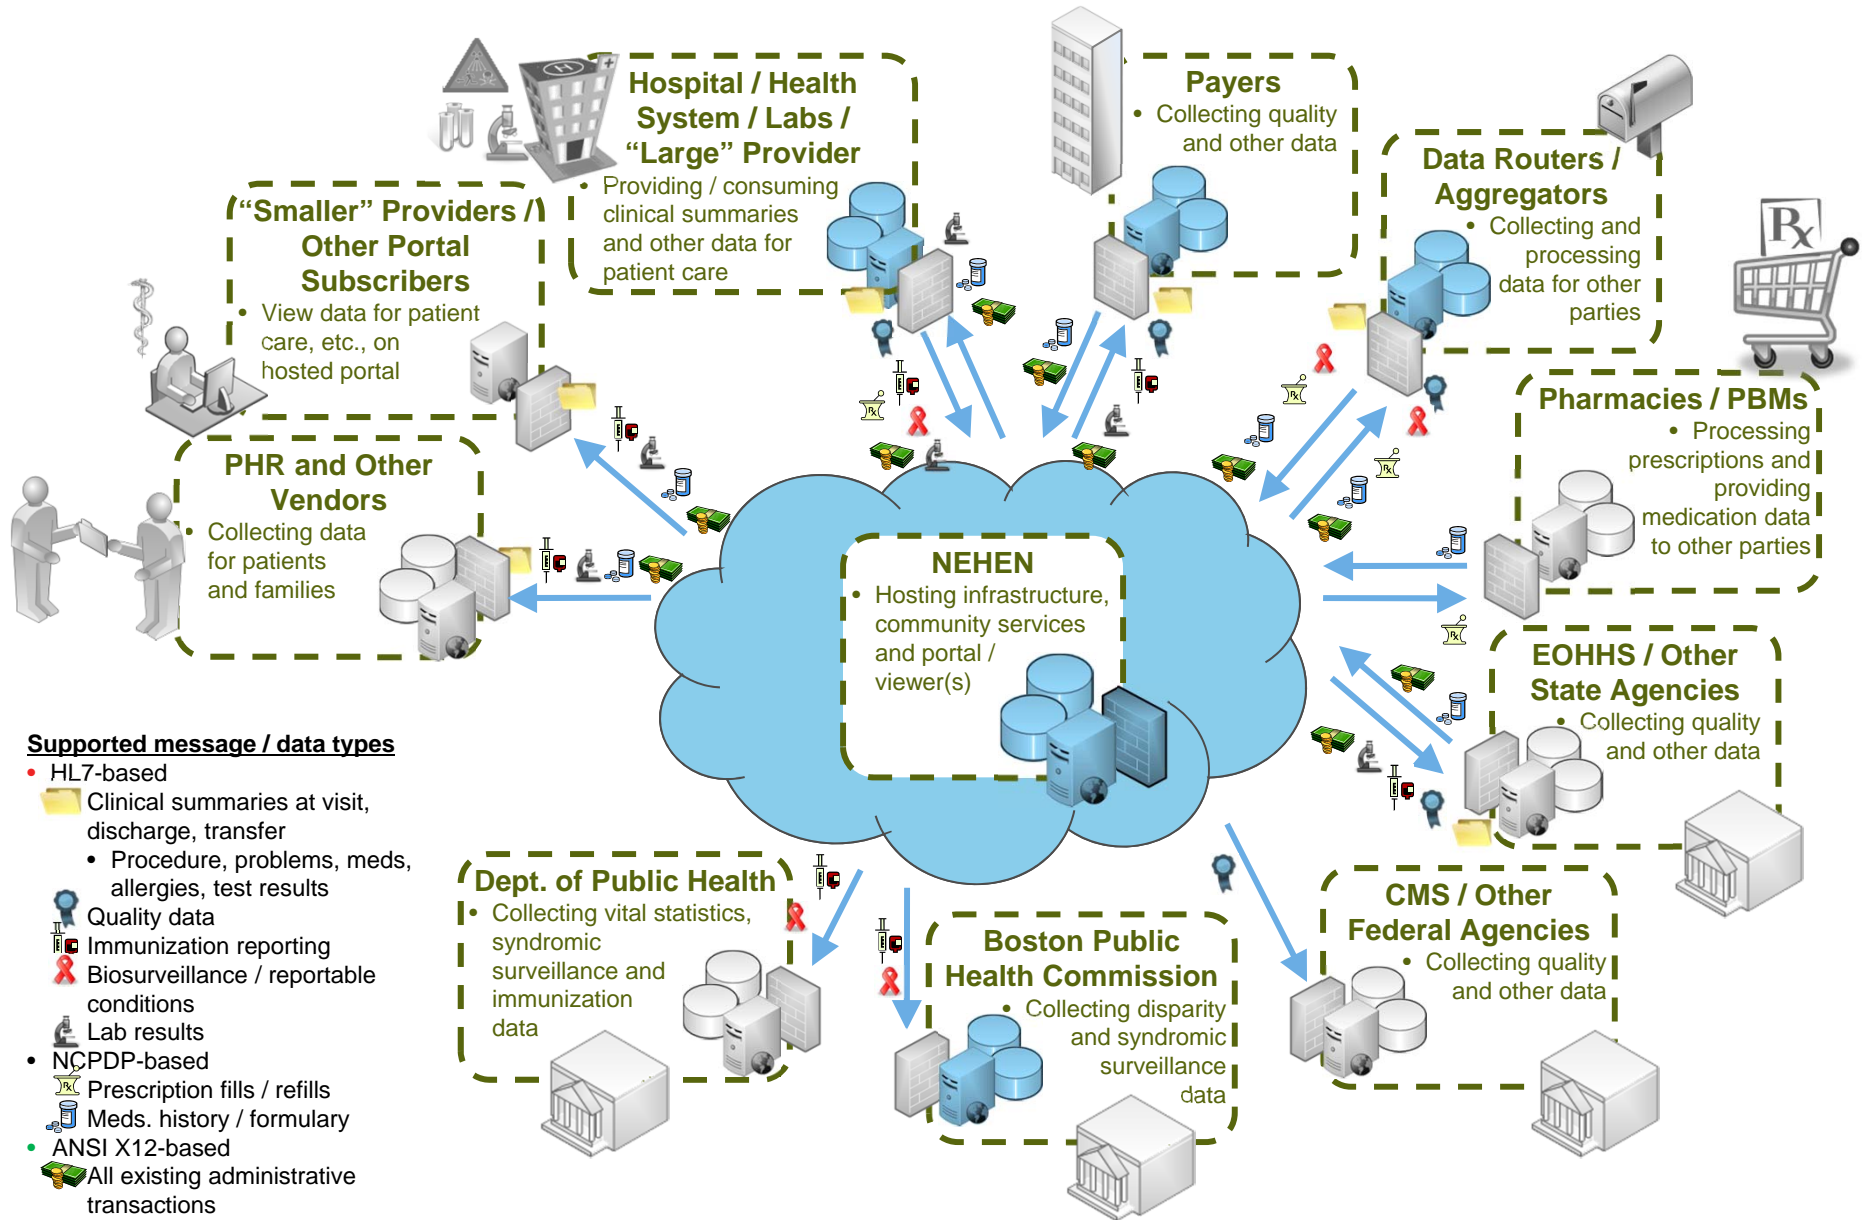 Hospital / Health
System / Labs /
“Large” Provider
• Providing / consuming
clinical summaries
and other data for
patient care
Payers
• Collecting quality
and other data
Data Routers /
Aggregators
• Collecting and
processing
data for other
parties
“Smaller” Providers /
Other Portal
Subscribers
• View data for patient
care, etc., on
hosted portal
Rx
Pharmacies / PBMs
• Processing
prescriptions and
providing
medication data
to other parties
PHR and Other
Vendors
• Collecting data
for patients
and families
NEHEN
• Hosting infrastructure,
community services
and portal /
viewer(s)
EOHHS / Other
State Agencies
• Collecting quality
and other data
Supported message / data types
• HL7-based
Clinical summaries at visit,
discharge, transfer
• Procedure, problems, meds,
allergies, test results
Quality data
Immunization reporting
Biosurveillance / reportable
conditions
Lab results
• NCPDP-based
Prescription fills / refills
Meds. history / formulary
• ANSI X12-based
All existing administrative
transactions
Dept. of Public Health
• Collecting vital statistics,
syndromic
surveillance and
immunization
data
Boston Public
Health Commission
• Collecting disparity
and syndromic
surveillance
data
CMS / Other
Federal Agencies
• Collecting quality
and other data